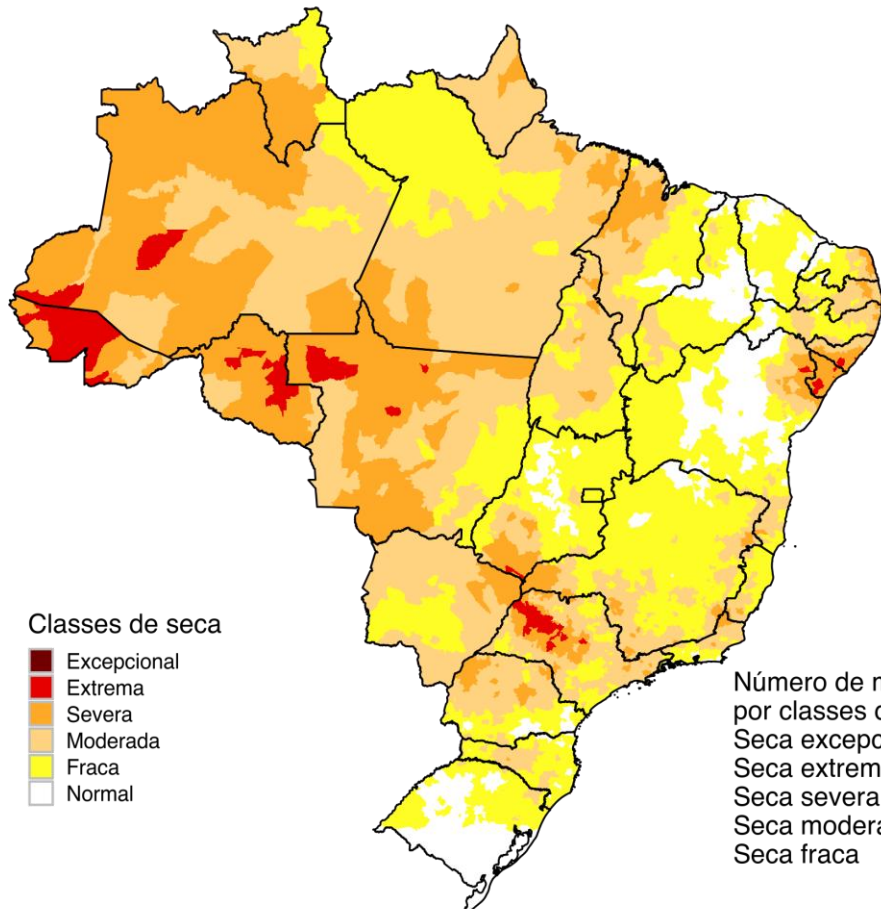 Classes de seca
Excepcional
Extrema
Severa
Moderada
Fraca
Normal
Número de
por classes
Seca
Seca
Seca severa
Seca
Seca fraca